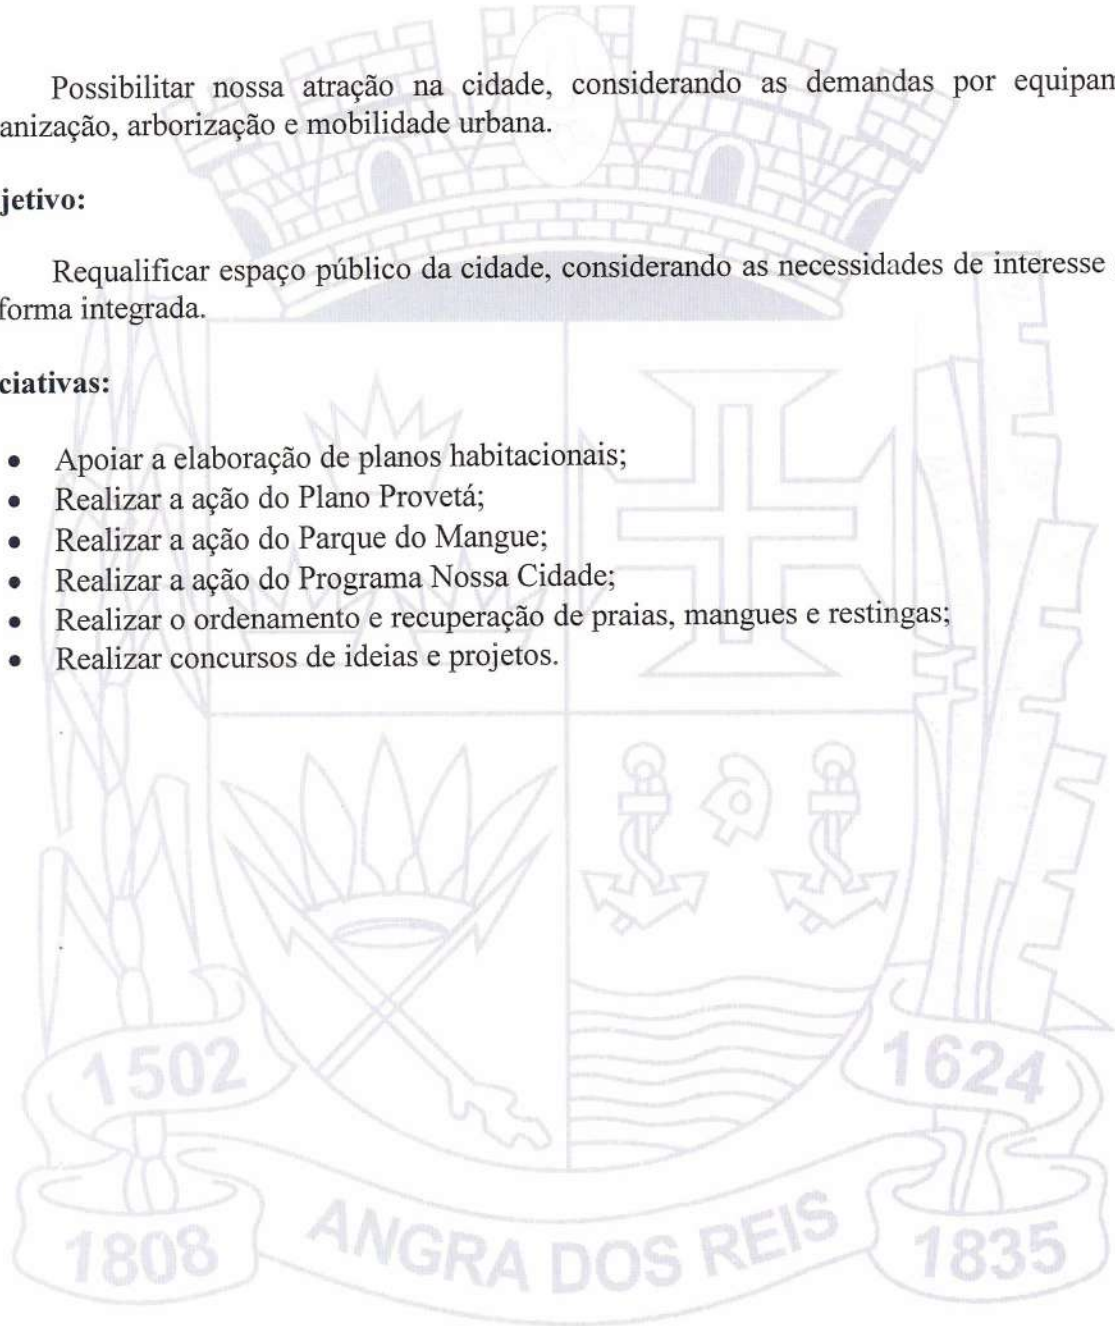 Possibilitar nossa atração na cidade, considerando as demandas por equipam
anização, arborização e mobilidade urbana.
jetivo:
Requalificar espaço público da cidade, considerando as necessidades de interesse
forma integrada.
ciativas:
• Apoiar a elaboração de planos habitacionais;
• Realizar a ação do Plano Provetá;
• Realizar a ação do Parque do Mangue;
• Realizar a ação do Programa Nossa Cidade;
• Realizar o ordenamento e recuperação de praias, mangues e restingas;
• Realizar concursos de ideias e projetos.
1502
1624
1808
ANGRA DOS REIS
1835